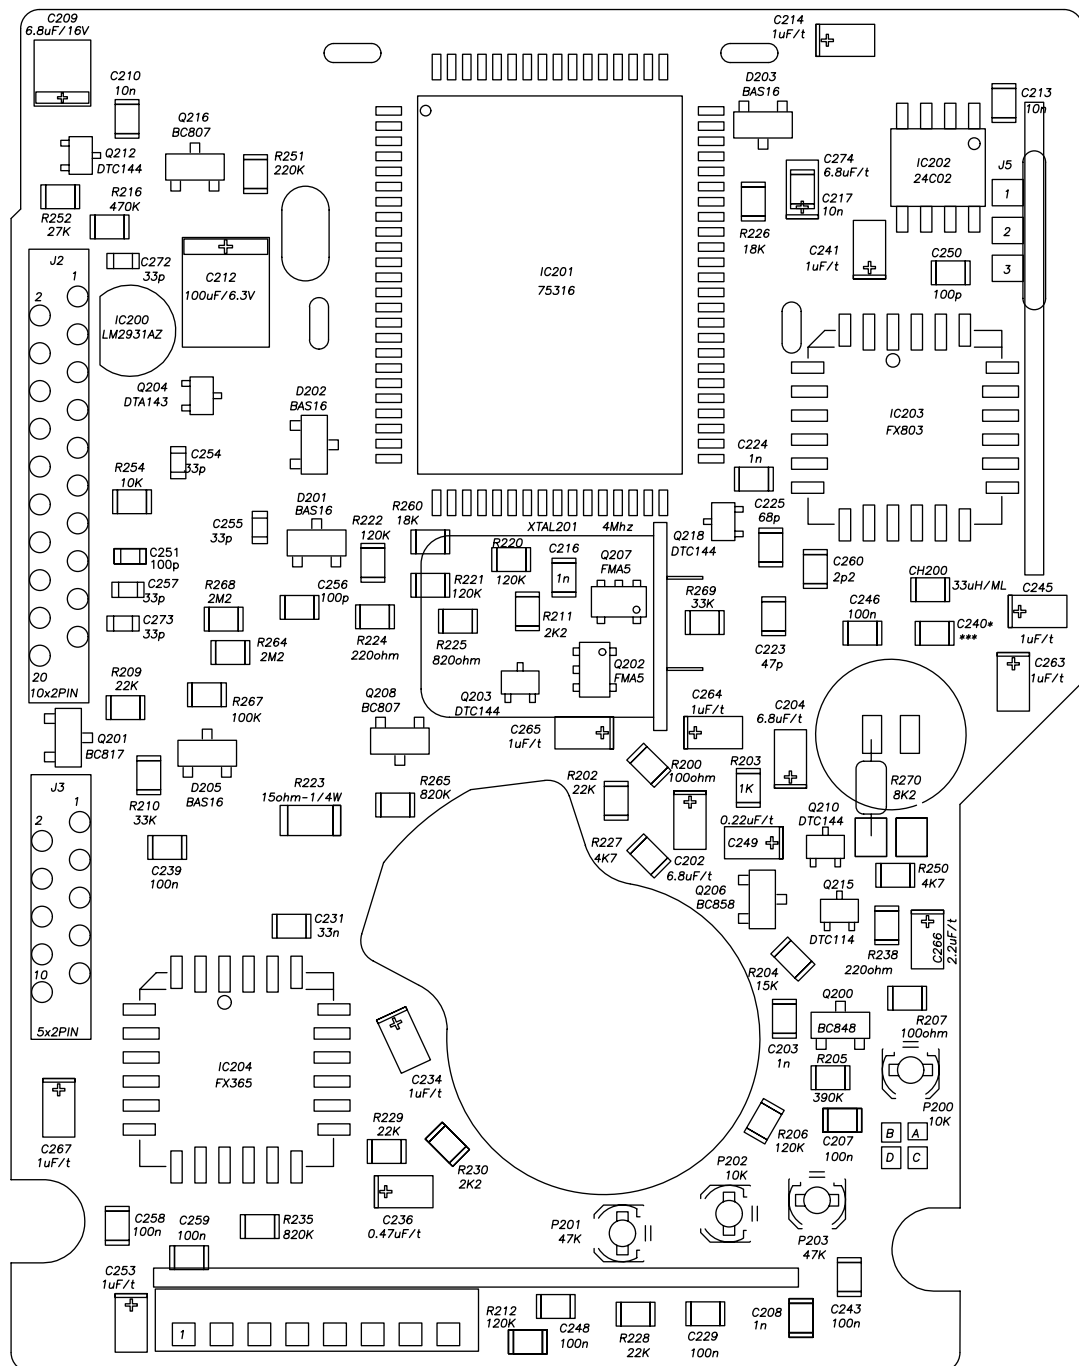 C209
6.8uF/16V
C210
10n
Q216
BC807
C214
1uF/t
D203
BAS16
C213
10n
Q212
DTC144
R251
220K
C274
6.8uF/t
IC202
24C02
J5
1
2
3
R216
470K
R252
27K
C217
10n
R226
18K
C241
1uF/t
C250
100p
J2
1
2
C272
33p
C212
100uF/6.3V
IC201
75316
IC200
LM2931AZ
Q204
DTA143
D202
BAS16
IC203
FX803
C254
33p
C224
1n
R254
10K
D201
BAS16
R260
18K
C225
68p
C255
33p
R222
120K
XTAL201
4Mhz
Q218
DTC144
R220
120K
C216
1n
Q207
FMA5
C251
100p
C257
33p
C273
33p
R268
2M2
C256
100p
R221
120K
C260
2p2
CH200
33uH/ML
C245
1uF/t
R269
33K
R211
2K2
C246
100n
C240*
***
R264
2M2
R224
220ohm
R225
820ohm
C223
47p
Q202
FMA5
C263
1uF/t
20
10x2PIN
R209
22K
R267
100K
Q208
BC807
Q203
DTC144
C264
1uF/t
C204
6.8uF/t
Q201
BC817
C265
1uF/t
R200
100ohm
R203
1K
J3
1
2
R210
33K
D205
BAS16
R223
15ohm-1/4W
R265
820K
R202
22K
R270
8K2
0.22uF/t
C249
Q210
DTC144
R227
4K7
C202
6.8uF/t
C239
100n
R250
4K7
Q206
BC858
Q215
DTC114
C231
33n
C266
2.2uF/t
R238
220ohm
10
5x2PIN
R204
15K
Q200
BC848
R207
100ohm
IC204
FX365
C203
1n
R205
390K
C234
1uF/t
P200
10K
R229
22K
R206
120K
C207
100n
B
A
D
C
C267
1uF/t
R230
2K2
P202
10K
C236
0.47uF/t
C258
100n
C259
100n
R235
820K
P201
47K
P203
47K
C253
1uF/t
1
R212
120K
C248
100n
R228
22K
C229
100n
C208
1n
C243
100n